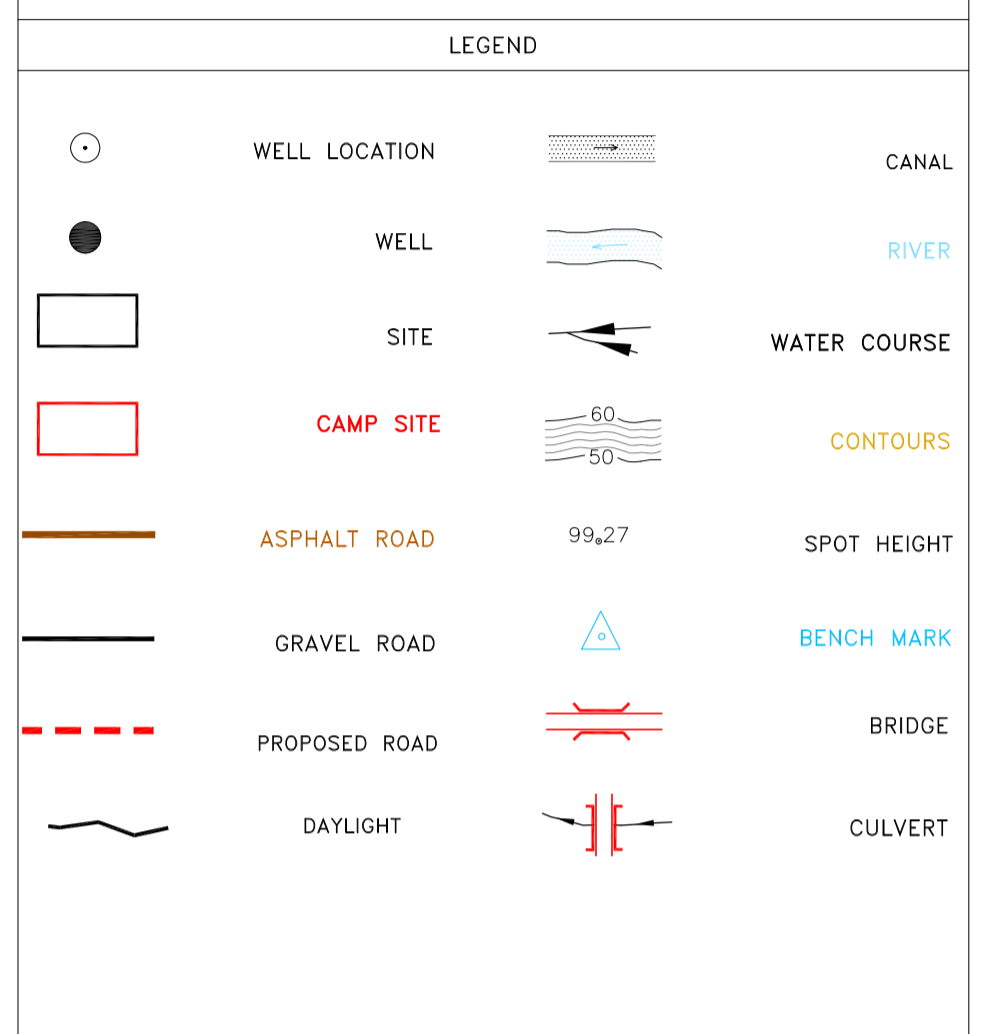 LEGEND
WELL LOCATION
CANAL
WELL
RIVER
SITE
WATER COURSE
CAMP SITE
60
50
CONTOURS
ASPHALT ROAD
99.27
SPOT HEIGHT
GRAVEL ROAD
BENCH MARK
PROPOSED ROAD
BRIDGE
DAYLIGHT
CULVERT